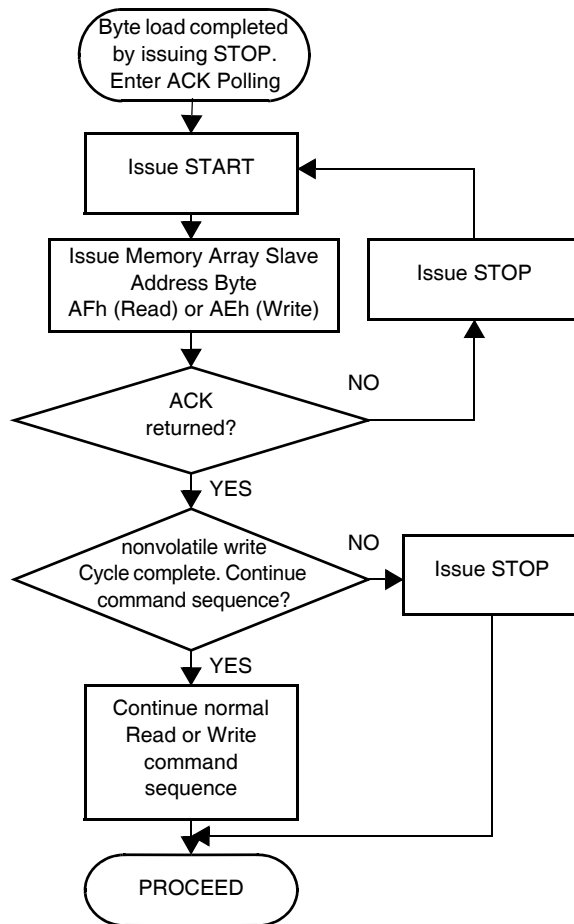 Byte load completed
by issuing STOP.
Enter ACK Polling
Issue START
Issue Memory Array Slave
Address Byte
AFh (Read) or AEh (Write)
Issue STOP
NO
ACK
returned?
YES
nonvolatile write
Cycle complete. Continue
command sequence?
NO
Issue STOP
YES
Continue normal
Read or Write
command
sequence
PROCEED